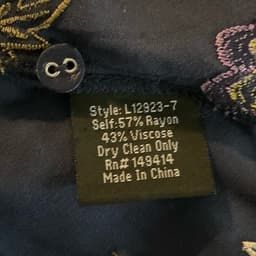 Style: L12923-7
Self:57% Rayon
43% Viscose
Dry Clean Only
Rn# 149414
Made In China